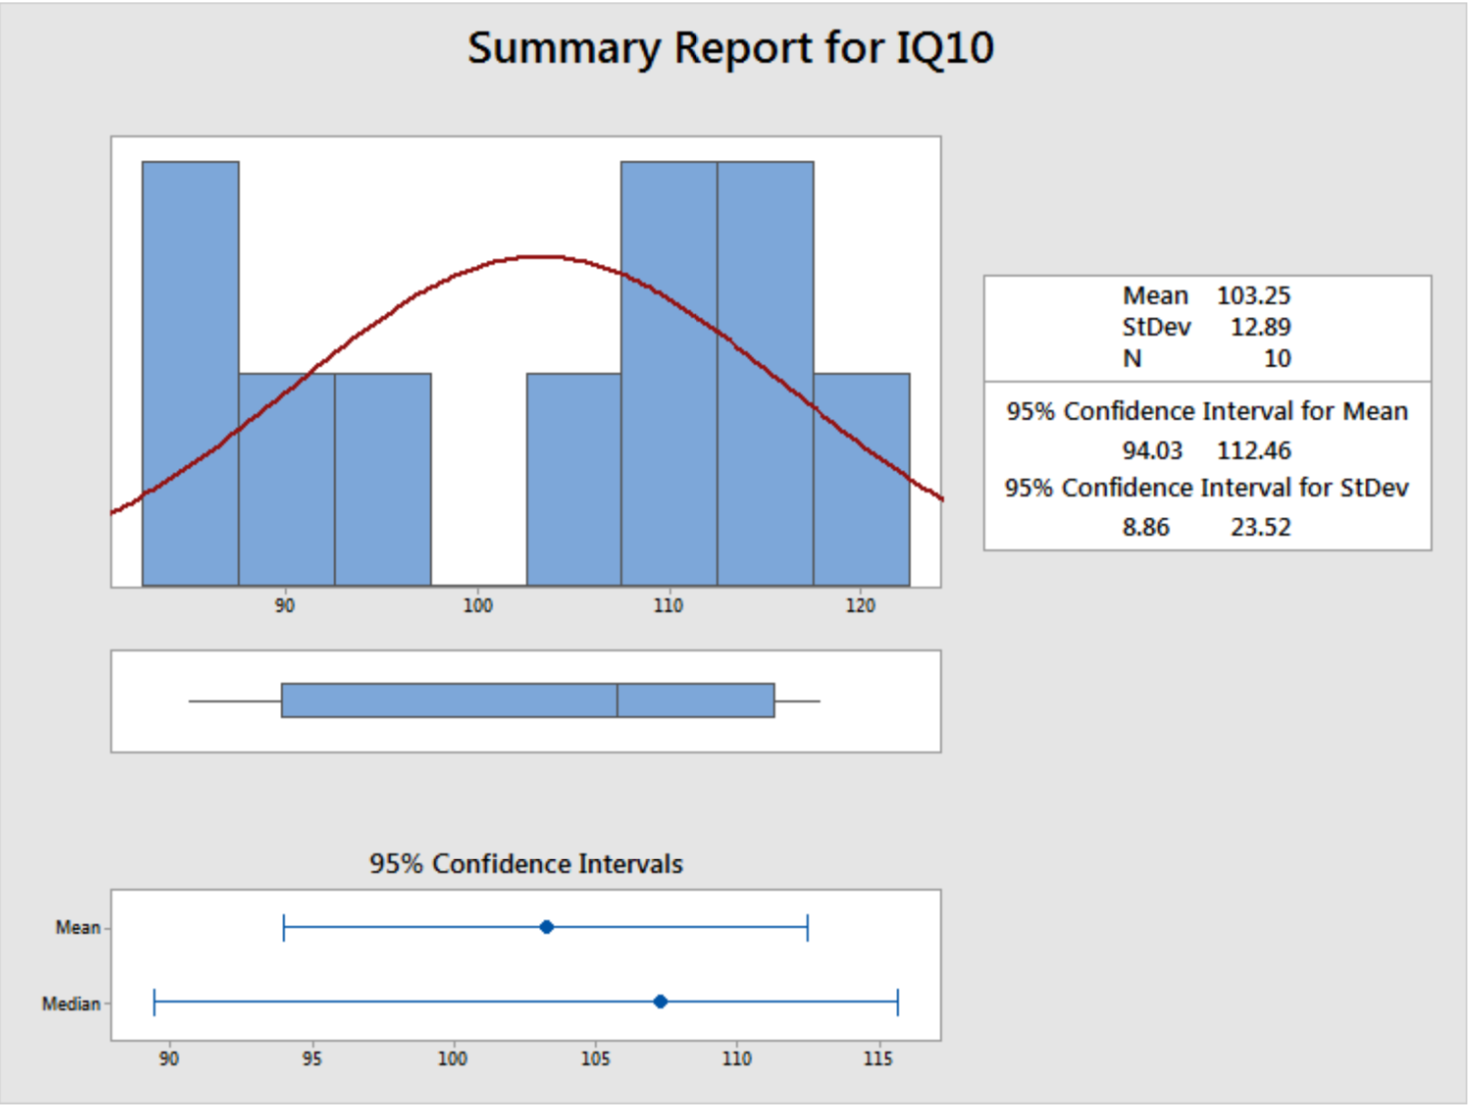 Summary Report for IQ10
90 100 110 120
Mean 103.25
StDev 12.89
N 10
95% Confidence Interval for Mean
94.03 112.46
95% Confidence Interval for StDev
8.86 23.52
95% Confidence Intervals
Mean
Median
90 95 100 105 110 115